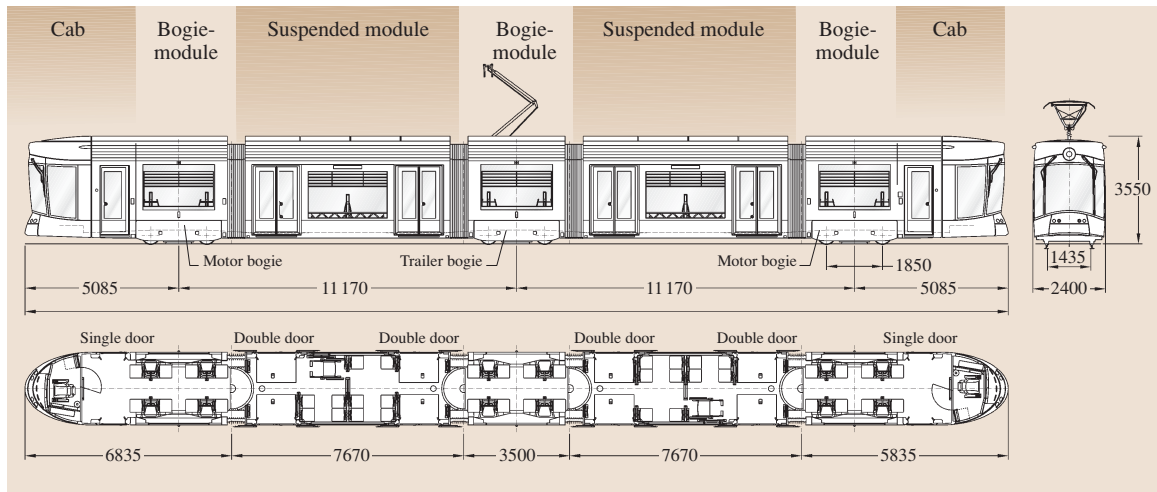 Cab
Bogie-
module
Suspended module
Bogie-
module
Suspended module
Bogie-
module
Cab
3550
Motor bogie
Trailer bogie
Motor bogie
1850
1435
5085
11 170
11 170
5085
2400
Single door
Double door
Double door
Double door
Double door
Single door
6835
7670
3500
7670
5835